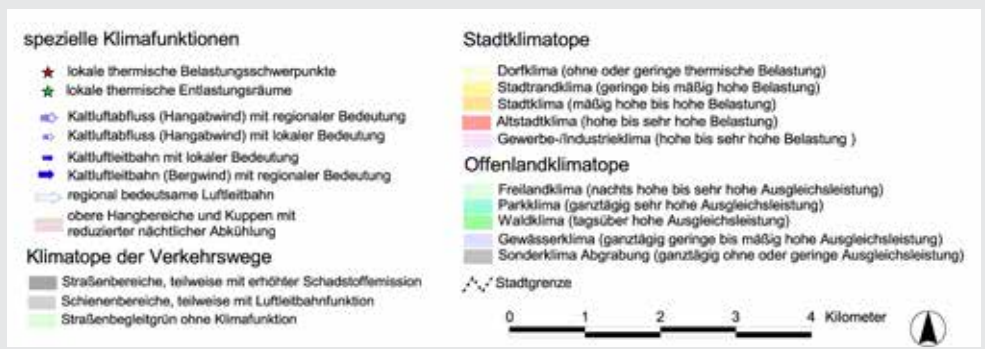 spezielle Klimafunktionen
lokale thermische Belastungsschwerpunkte
lokale thermische Entlastungsräume
Kaltluftabfluss (Hangabwind) mit regionaler Bedeutung
Kaltluftabfluss (Hangabwind) mit lokaler Bedeutung
Kaltluftleitbahn mit lokaler Bedeutung
Kaltluftleitbahn (Bergwind) mit regionaler Bedeutung
regional bedeutsame Luftleitbahn
obere Hangbereiche und Kuppen mit
reduzierter nächtlicher Abkühlung
Klimatope der Verkehrswege
Straßenbereiche, teilweise mit erhöhter Schadstoffemission
Schienenbereiche, teilweise mit Luftleitbahnfunktion
Straßenbegleitgrün ohne Klimafunktion
Stadtklimatope
Dorfklima (ohne oder geringe thermische Belastung)
Stadtrandklima (geringe bis mäßig hohe Belastung)
Stadtklima (mäßig hohe bis hohe Belastung)
Altstadtklima (hohe bis sehr hohe Belastung)
Gewerbe-/Industrieklima (hohe bis sehr hohe Belastung )
Offenlandklimatope
Freilandklima (nachts hohe bis sehr hohe Ausgleichsleistung)
Parkklima (ganztägig sehr hohe Ausgleichsleistung)
Waldklima (tagsüber hohe Ausgleichsleistung)
Gewässerklima (ganztägig geringe bis mäßig hohe Ausgleichsleistung)
Sonderklima Abgrabung (ganztägig ohne oder geringe Ausgleichsleistung)
Stadtgrenze
0 1 2 3 4 Kilometer